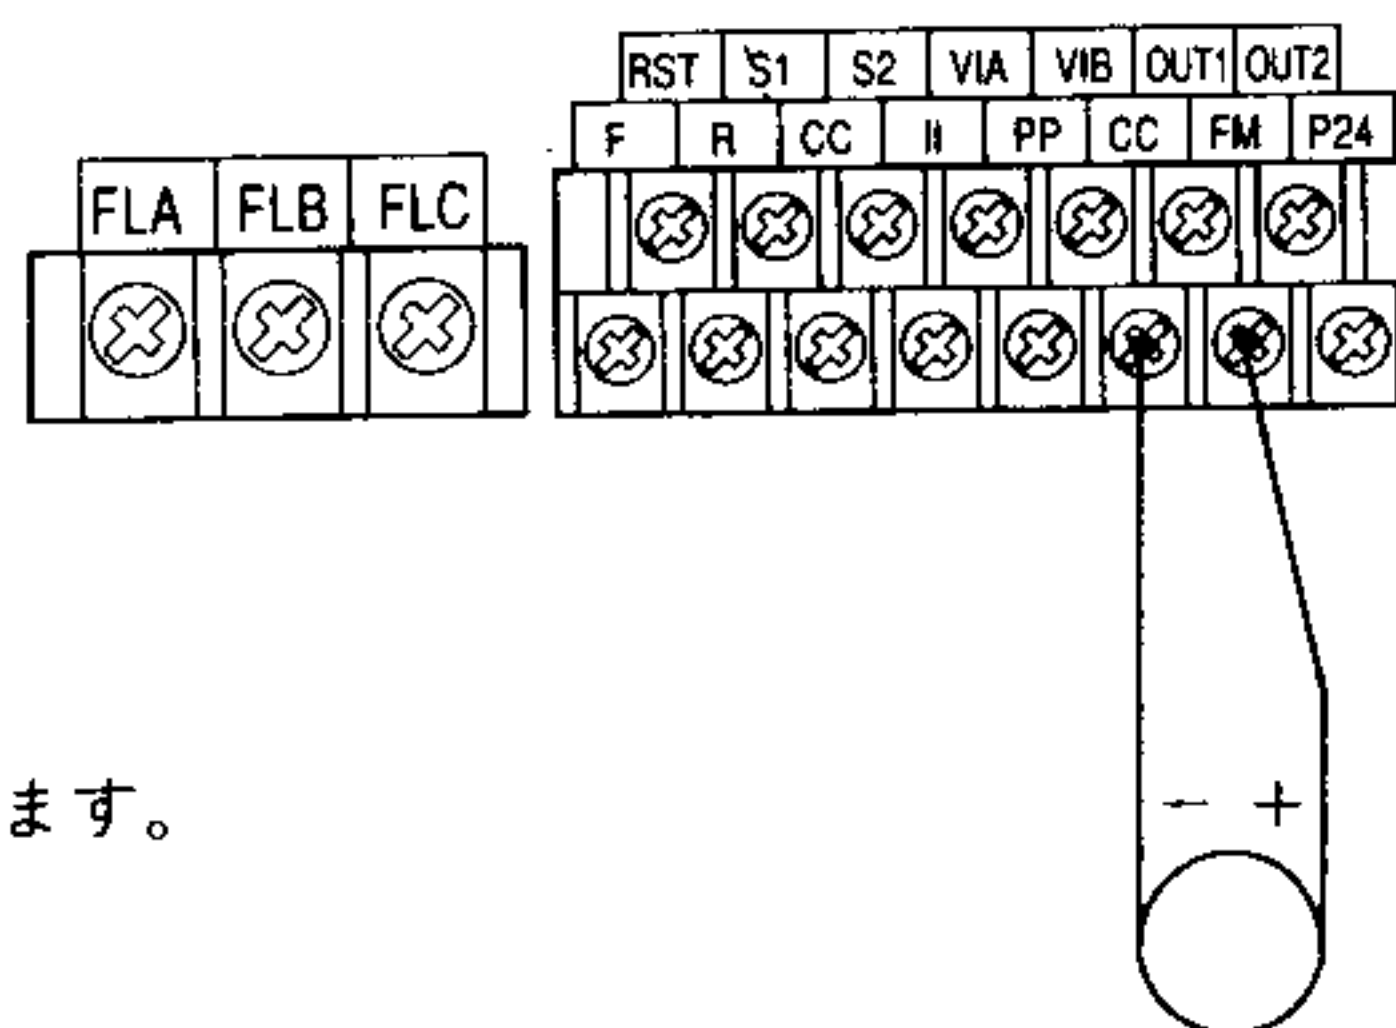 RST S1 S2 VIA VIB OUT1 OUT2
F R CC II PP CC FM P24
FLA FLB FLC
ます。
- +